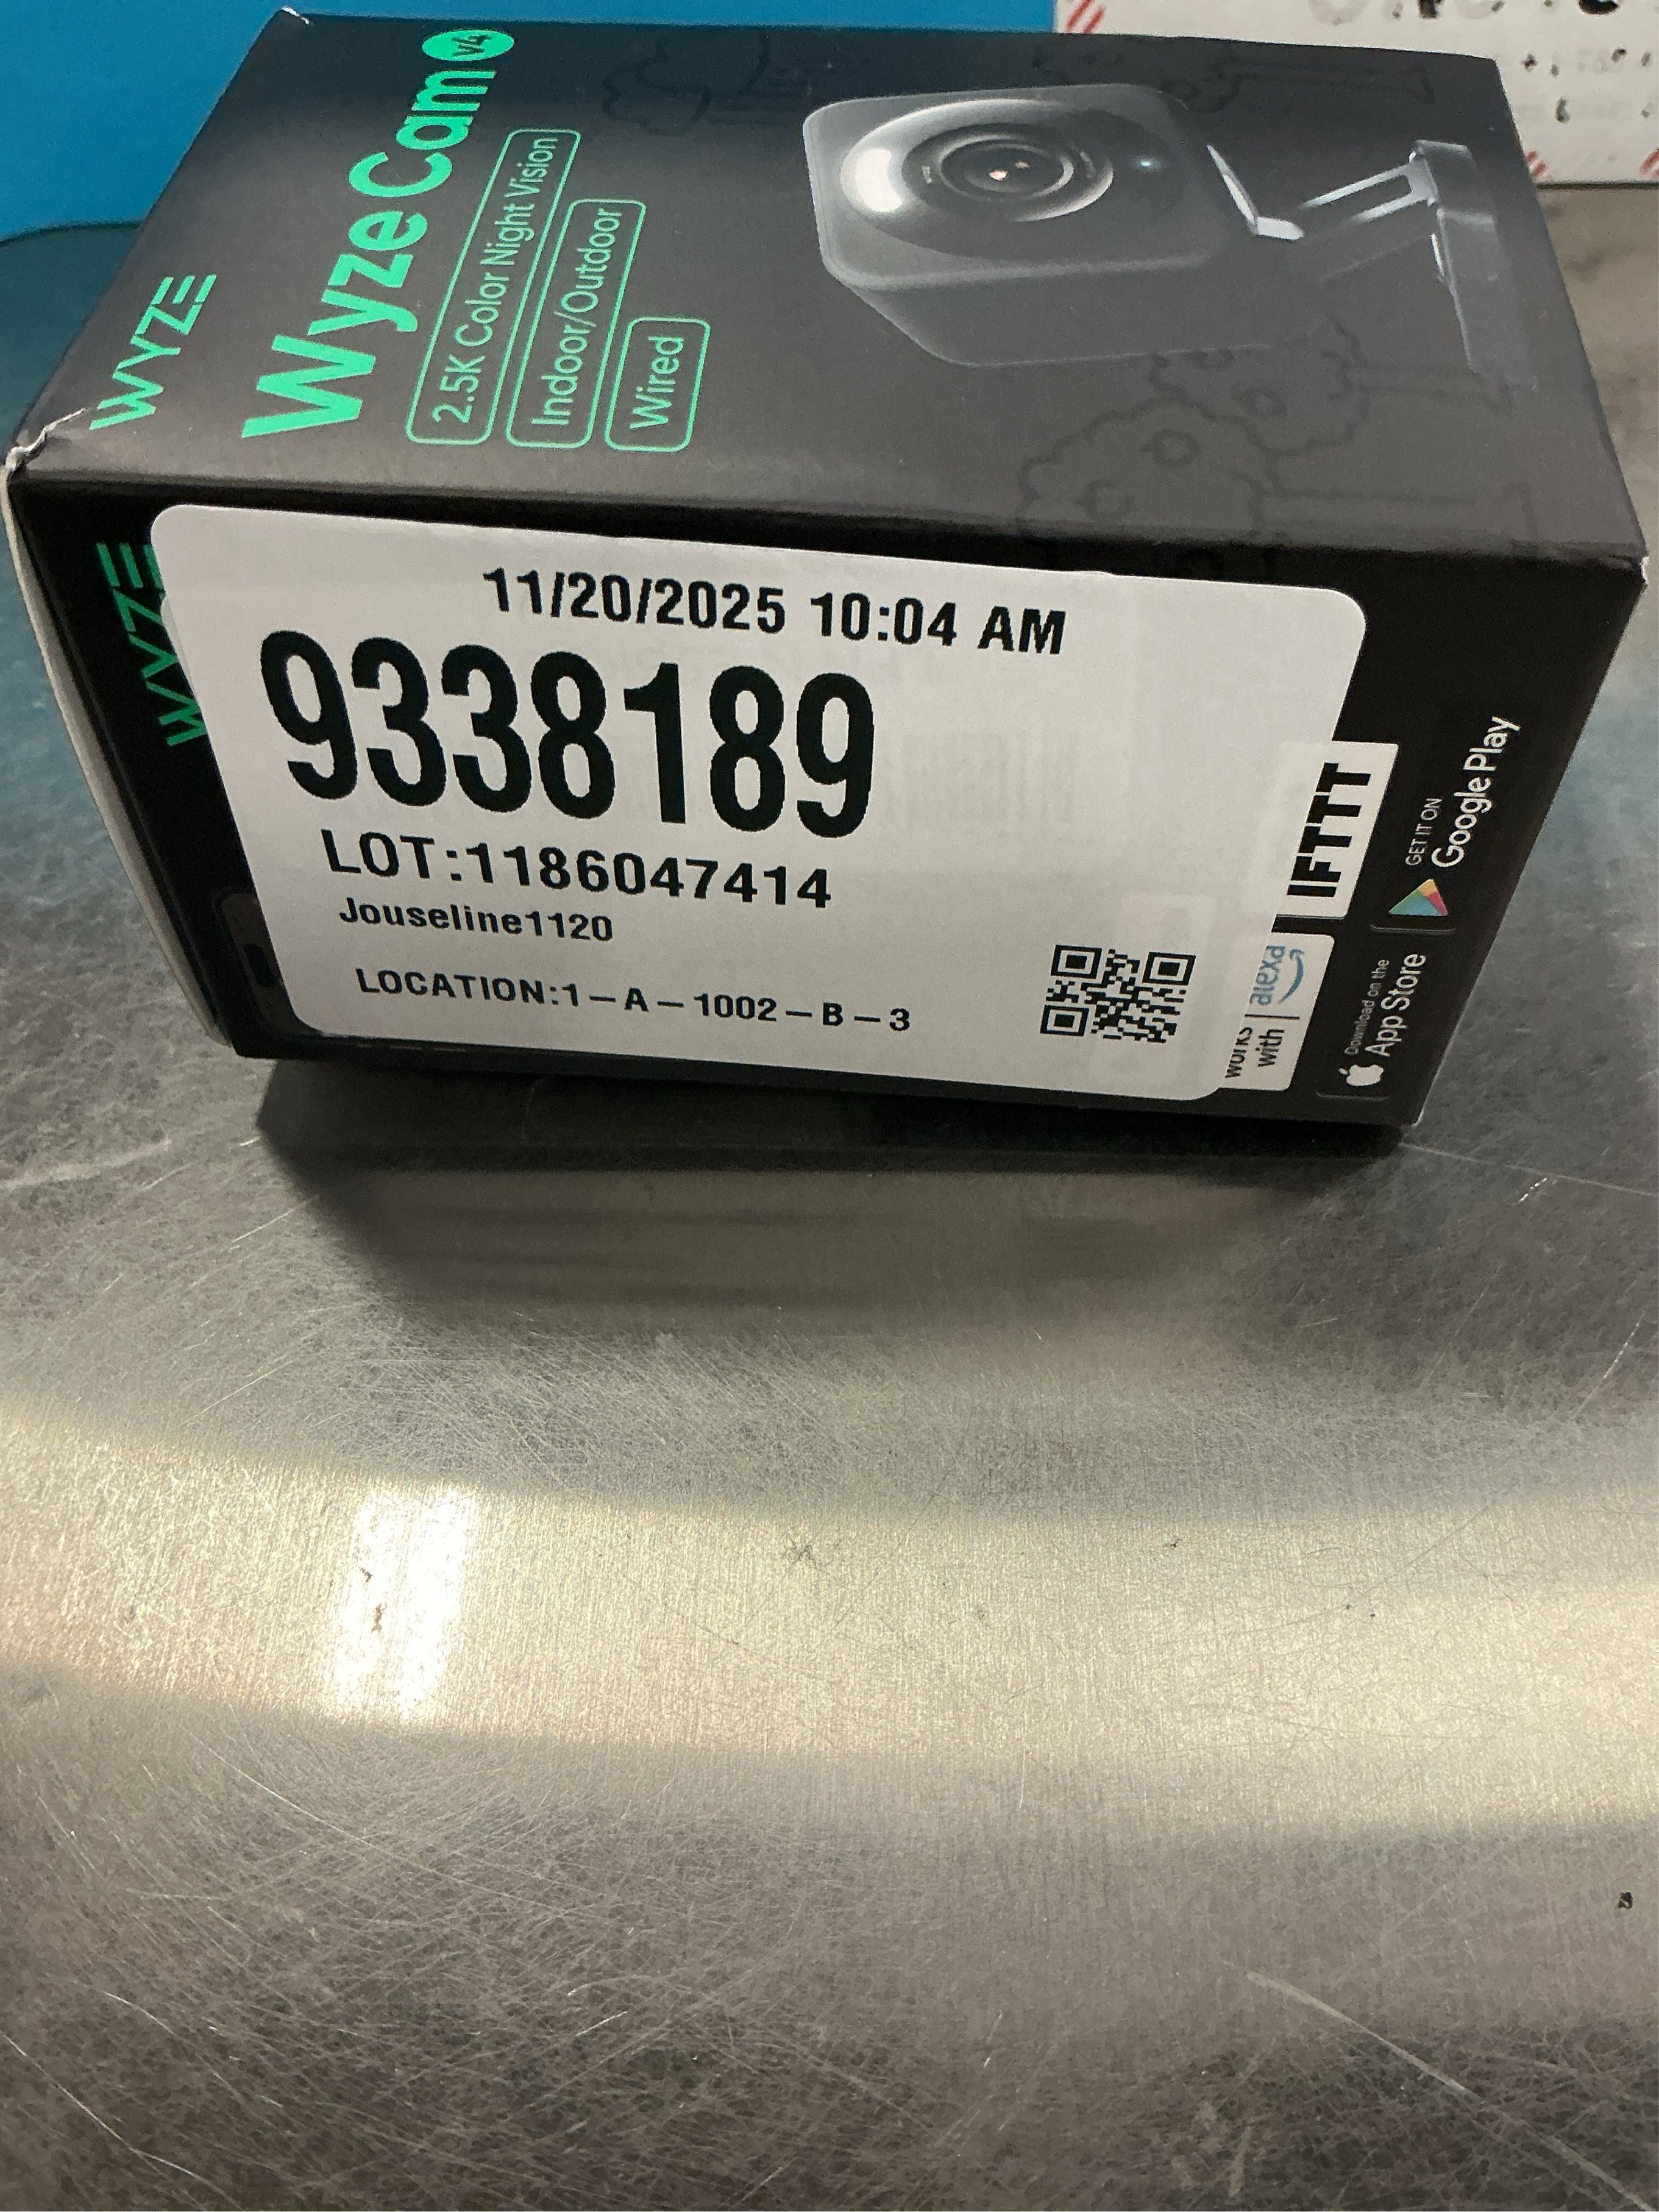 WYZE
Wyze Cam v4
2.5K Color Night Vision
Indoor/Outdoor
Wired
WYZE
11/20/2025 10:04 AM
9338189
LOT:1186047414
Jouseline1120
LOCATION:1-A-1002-B-3
works with alexa
IFTTT
Download on the
App Store
GET IT ON
Google Play